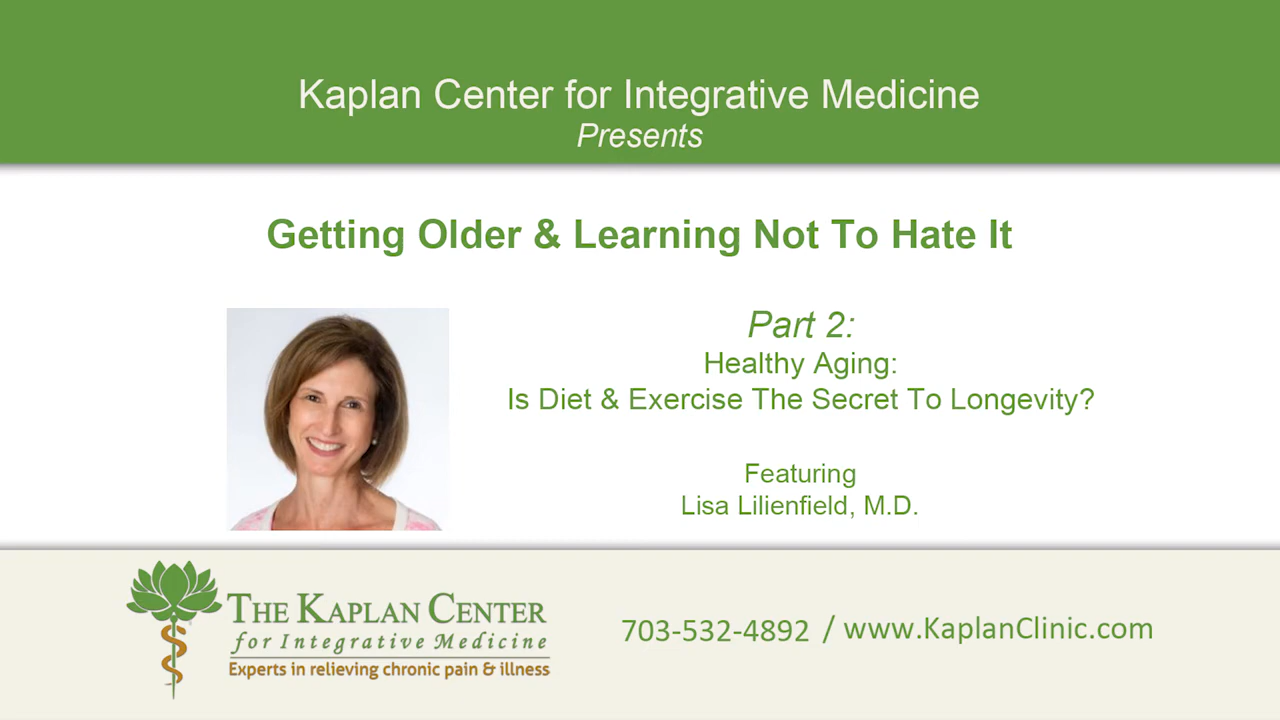 Kaplan Center for Integrative Medicine
Presents
Getting Older & Learning Not To Hate It
Part 2:
Healthy Aging:
Is Diet & Exercise The Secret To Longevity?
Featuring
Lisa Lilienfield, M.D.
THE KAPLAN CENTER
for Integrative Medicine
Experts in relieving chronic pain & illness
703-532-4892 / www.KaplanClinic.com